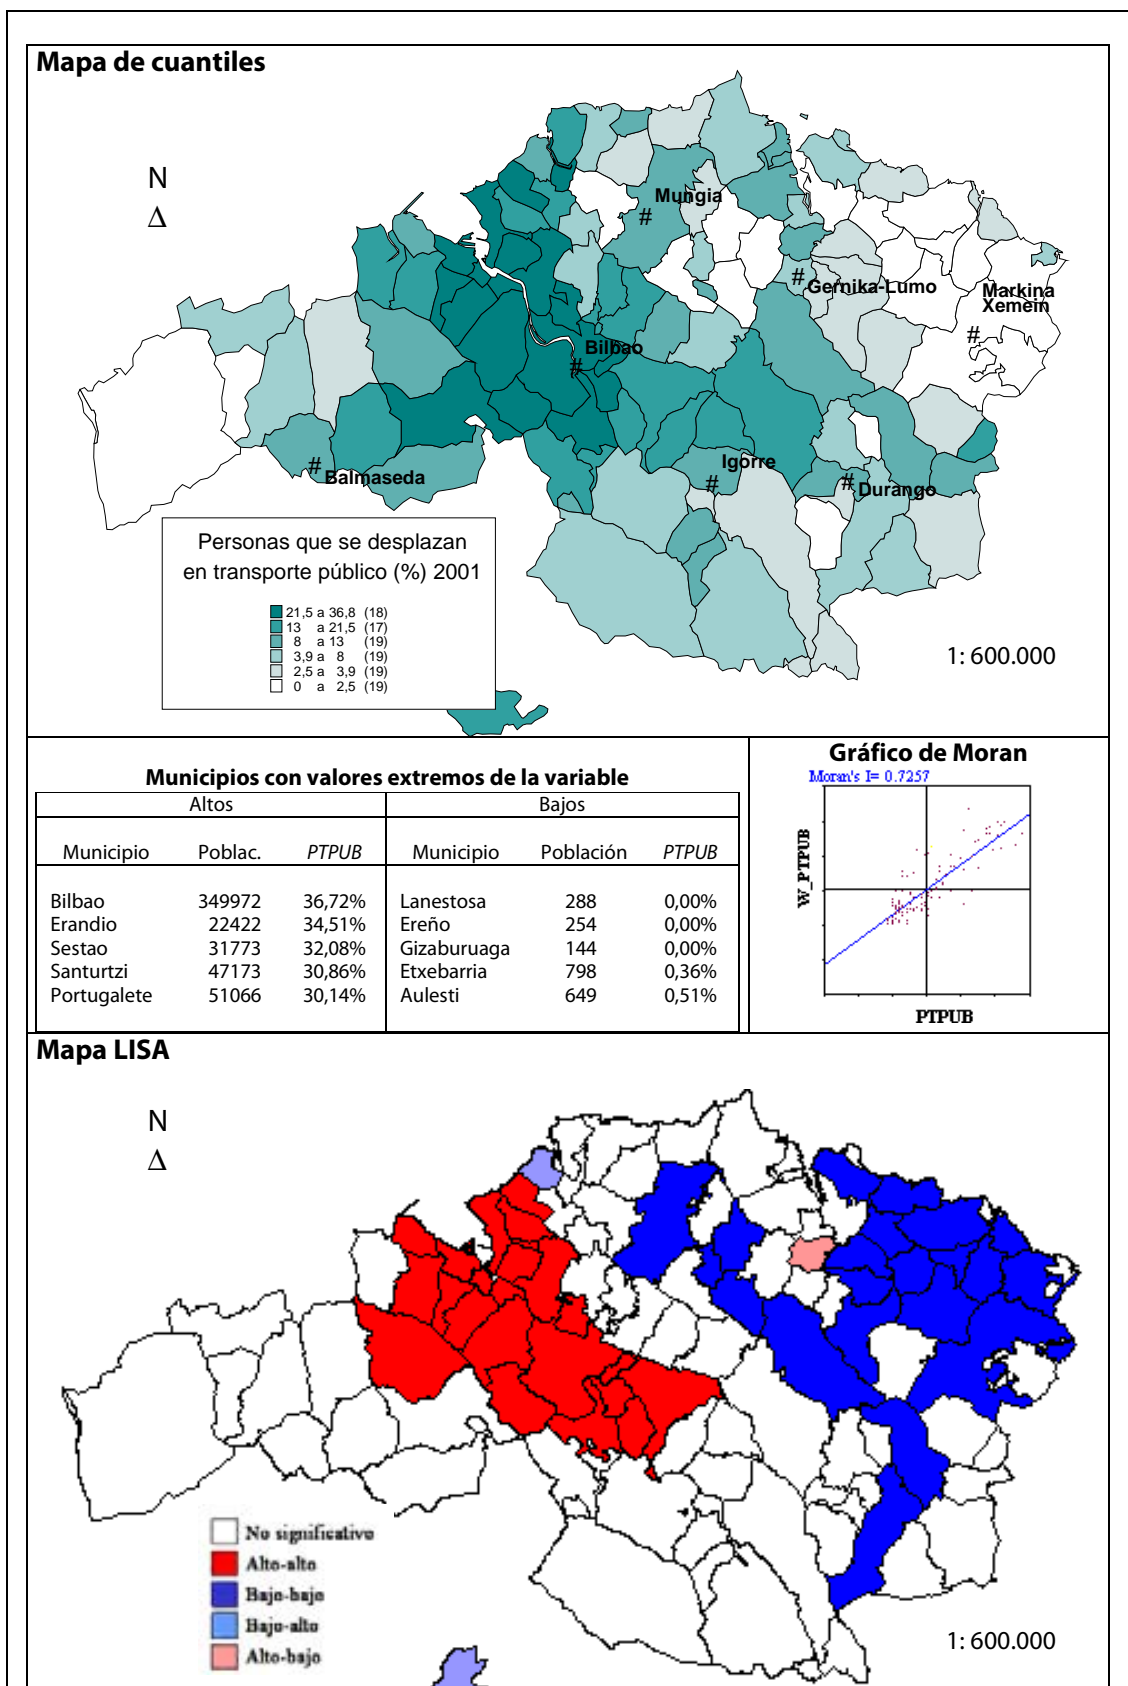 Mapa de cuantiles
N
Δ
Mungia
#
#
Gernika-Lumo
Markina
Xemein
#
Bilbao
#
#
Balmaseda
Igorre
#
#
Durango
Personas que se desplazan
en transporte público (%) 2001
21,5 a 36,8 (18)
13 a 21,5 (17)
8 a 13 (19)
3,9 a 8 (19)
2,5 a 3,9 (19)
0 a 2,5 (19)
1: 600.000
Municipios con valores extremos de la variable
Altos Bajos
Municipio Poblac. PTPUB Municipio Población PTPUB
Bilbao 349972 36,72% Lanestosa 288 0,00%
Erandio 22422 34,51% Ereño 254 0,00%
Sestao 31773 32,08% Gizaburuaga 144 0,00%
Santurtzi 47173 30,86% Etxebarria 798 0,36%
Portugalete 51066 30,14% Aulesti 649 0,51%
Gráfico de Moran
Moran's I= 0.7257
W_PTPUB
PTPUB
Mapa LISA
N
Δ
No significativo
Alto-alto
Bajo-bajo
Bajo-alto
Alto-bajo
1: 600.000